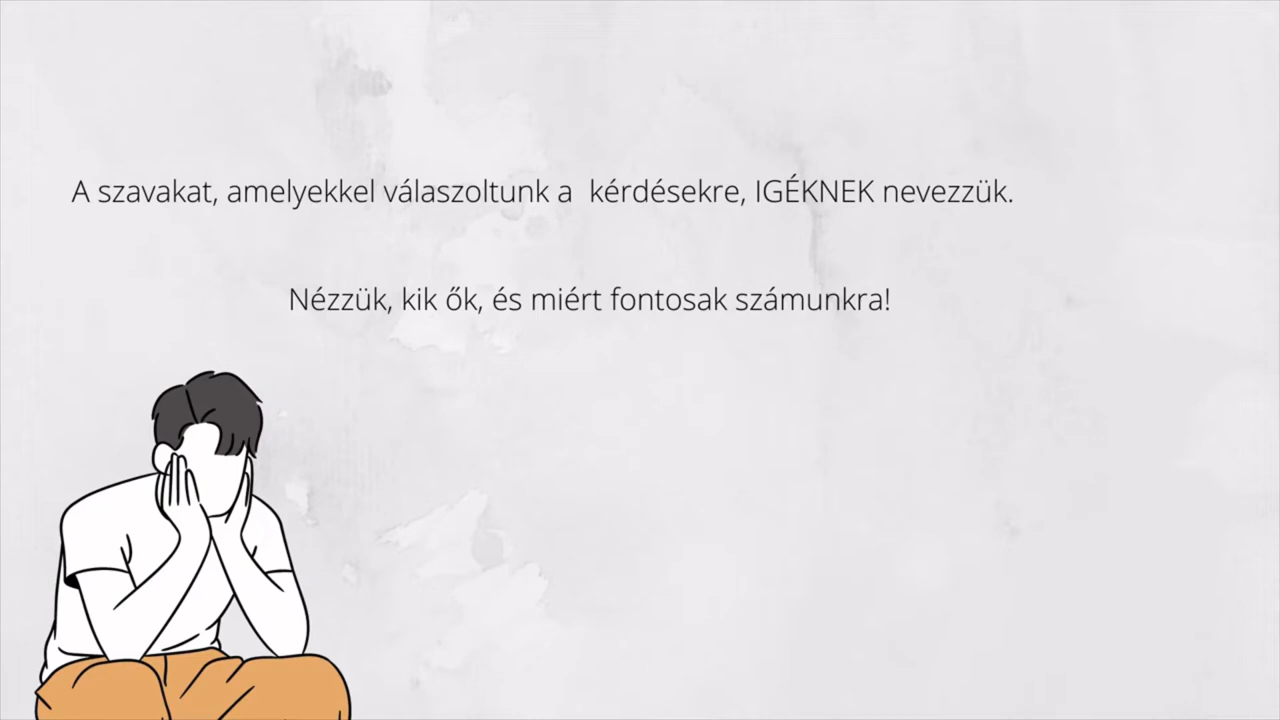 A szavakat, amelyekkel válaszoltunk a  kérdésekre, IGÉKNEK nevezzük.
Nézzük, kik ők, és miért fontosak számunkra!